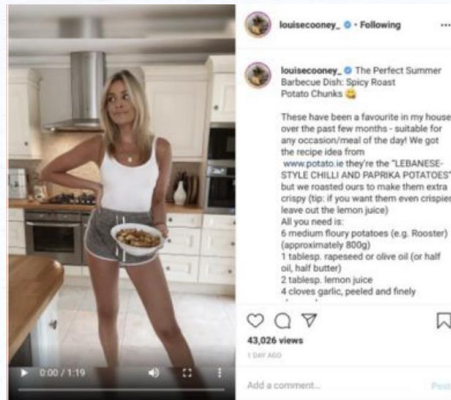 louisecooney_ • Following
louisecooney_ The Perfect Summer
Barbecue Dish: Spicy Roast
Potato Chunks 😋
These have been a favourite in my house
over the past few months - suitable for
any occasion/meal of the day! We got
the recipe idea from
www.potato.ie they're the "LEBANESE-
STYLE CHILLI AND PAPRIKA POTATOES"
but we roasted ours to make them extra
crispy (tip: if you want them even crispier
leave out the lemon juice)
All you need is:
6 medium floury potatoes (e.g. Rooster)
(approximately 800g)
1 tablesp. rapeseed or olive oil (or half
oil, half butter)
2 tablesp. lemon juice
4 cloves garlic, peeled and finely
43,026 views
1 DAY AGO
Add a comment...
Post
0:00 / 1:19